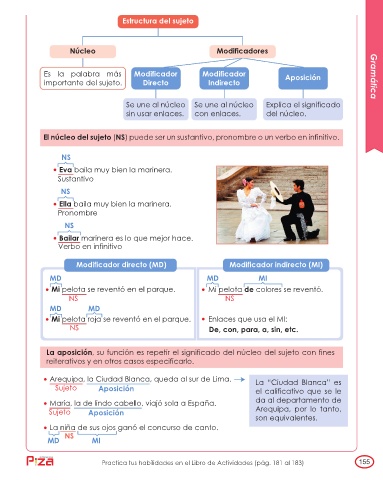 Estructura del sujeto
Núcleo
Modificadores
Es la palabra más
importante del sujeto.
Modificador
Directo
Modificador
Indirecto
Aposición
Se une al núcleo
sin usar enlaces.
Se une al núcleo
con enlaces.
Explica el significado
del núcleo.
Gramática
El núcleo del sujeto (NS) puede ser un sustantivo, pronombre o un verbo en infinitivo.
NS
• Eva baila muy bien la marinera.
Sustantivo
NS
• Ella baila muy bien la marinera.
Pronombre
NS
• Bailar marinera es lo que mejor hace.
Verbo en infinitivo
Modificador directo (MD)
MD
• Mi pelota se reventó en el parque.
NS
MD MD
• Mi pelota roja se reventó en el parque.
NS
Modificador indirecto (MI)
MD MI
• Mi pelota de colores se reventó.
NS
• Enlaces que usa el MI:
De, con, para, a, sin, etc.
La aposición, su función es repetir el significado del núcleo del sujeto con fines
reiterativos y en otros casos especificarlo.
• Arequipa, la Ciudad Blanca, queda al sur de Lima.
Sujeto Aposición
• María, la de lindo cabello, viajó sola a España.
Sujeto Aposición
• La niña de sus ojos ganó el concurso de canto.
NS
MD MI
La "Ciudad Blanca" es
el calificativo que se le
da al departamento de
Arequipa, por lo tanto,
son equivalentes.
Practica tus habilidades en el Libro de Actividades (pág. 181 al 183)
155